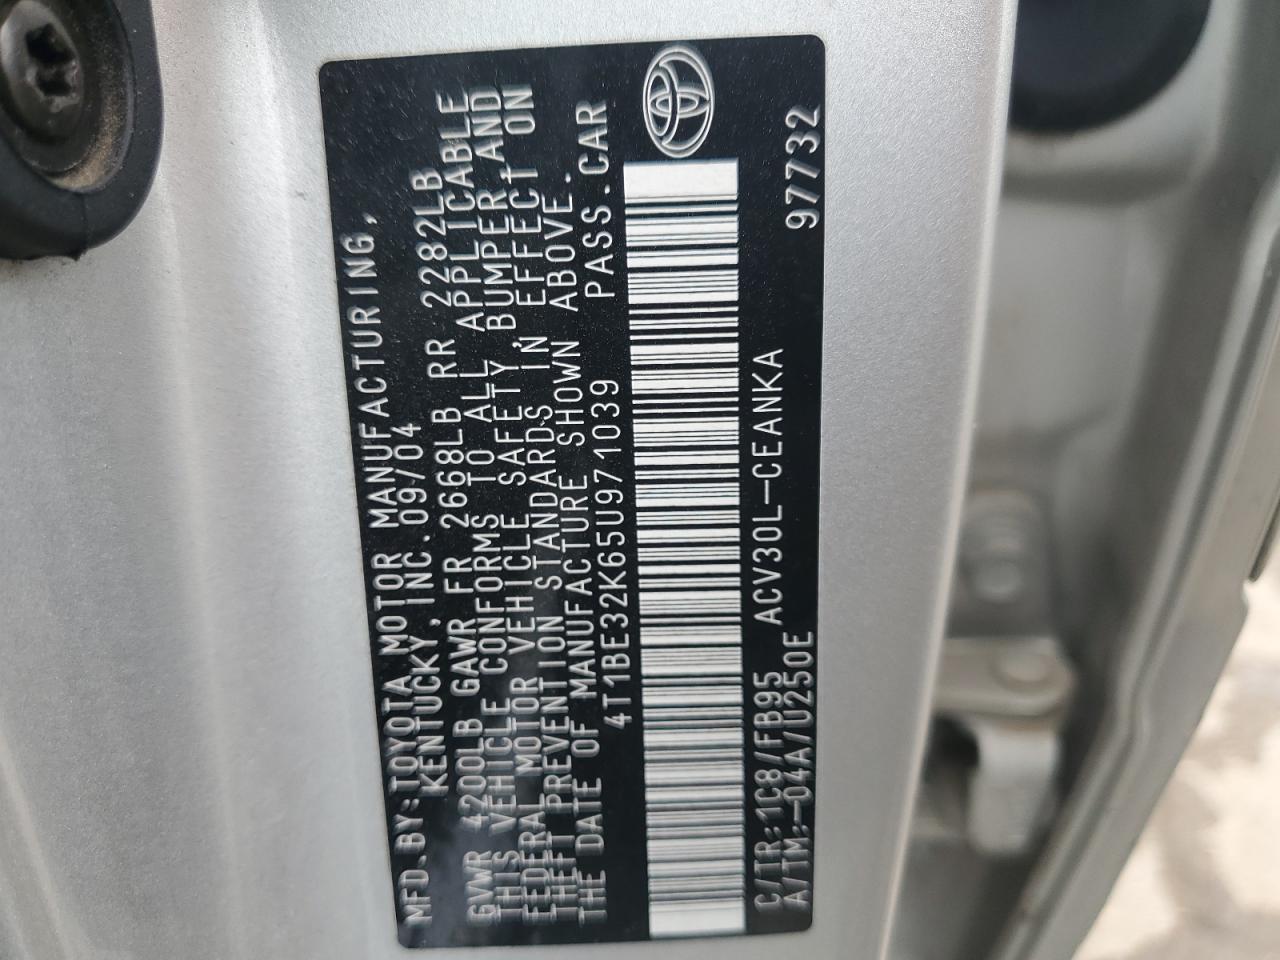 MFD.BY:TOYOTA MOTOR MANUFACTURING,
KENTUCKY, INC. 09/04
GVWR 4200LB GAWR FR 2668LB RR 2282LB
THIS VEHICLE CONFORMS TO ALL APPLICABLE
FEDERAL MOTOR VEHICLE SAFETY, BUMPER, AND
THEFT PREVENTION STANDARDS IN EFFECT ON
THE DATE OF MANUFACTURE SHOWN ABOVE.
4T1BE32K65U971039 PASS.CAR
C/TR:1C8/FB95 ACV30L-CEANKA
A/TM:-04A/U250E 97732